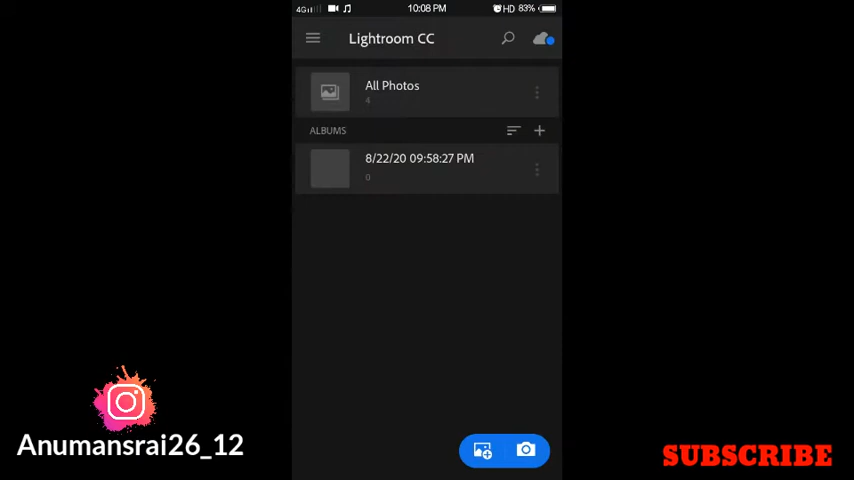 4G 10:08 PM HD 83%
Lightroom CC
All Photos
4
ALBUMS
8/22/20 09:58:27 PM
0
Anumansrai26_12
SUBSCRIBE